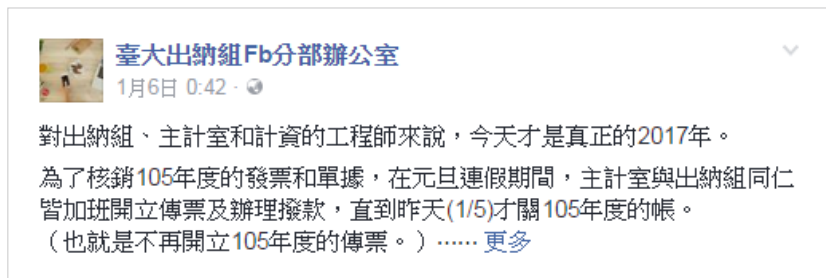 臺大出納組Fb分部辦公室
1月6日 0:42 ·
對出納組、主計室和計資的工程師來說，今天才是真正的2017年。
為了核銷105年度的發票和單據，在元旦連假期間，主計室與出納組同仁
皆加班開立傳票及辦理撥款，直到昨天(1/5)才關105年度的帳。
（也就是不再開立105年度的傳票。）…… 更多